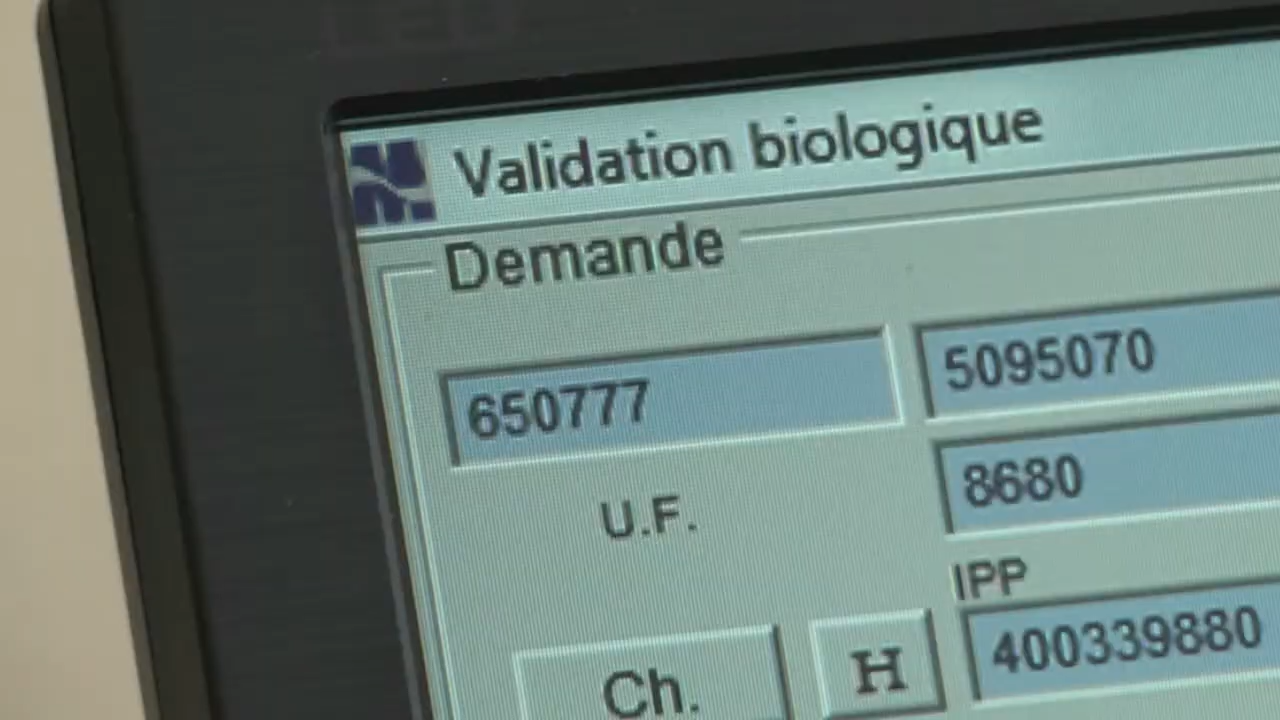 Validation biologique
Demande
650777 5095070
U.F. 8680
IPP
Ch. H 400339880